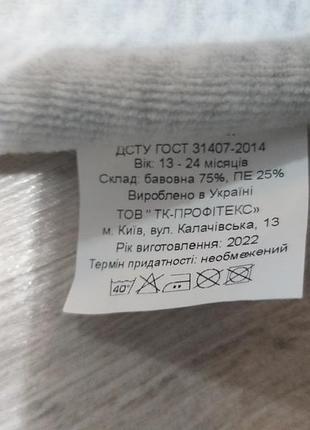 ДСТУ ГОСТ 31407-2014
Вік: 13 - 24 місяців
Склад: бавовна 75%, ПЕ 25%
Вироблено в Україні
ТОВ " ТК-ПРОФІТЕКС»
м. Київ, вул. Калачівська, 13
Рік виготовлення: 2022
Термін придатності: необмежений
40°